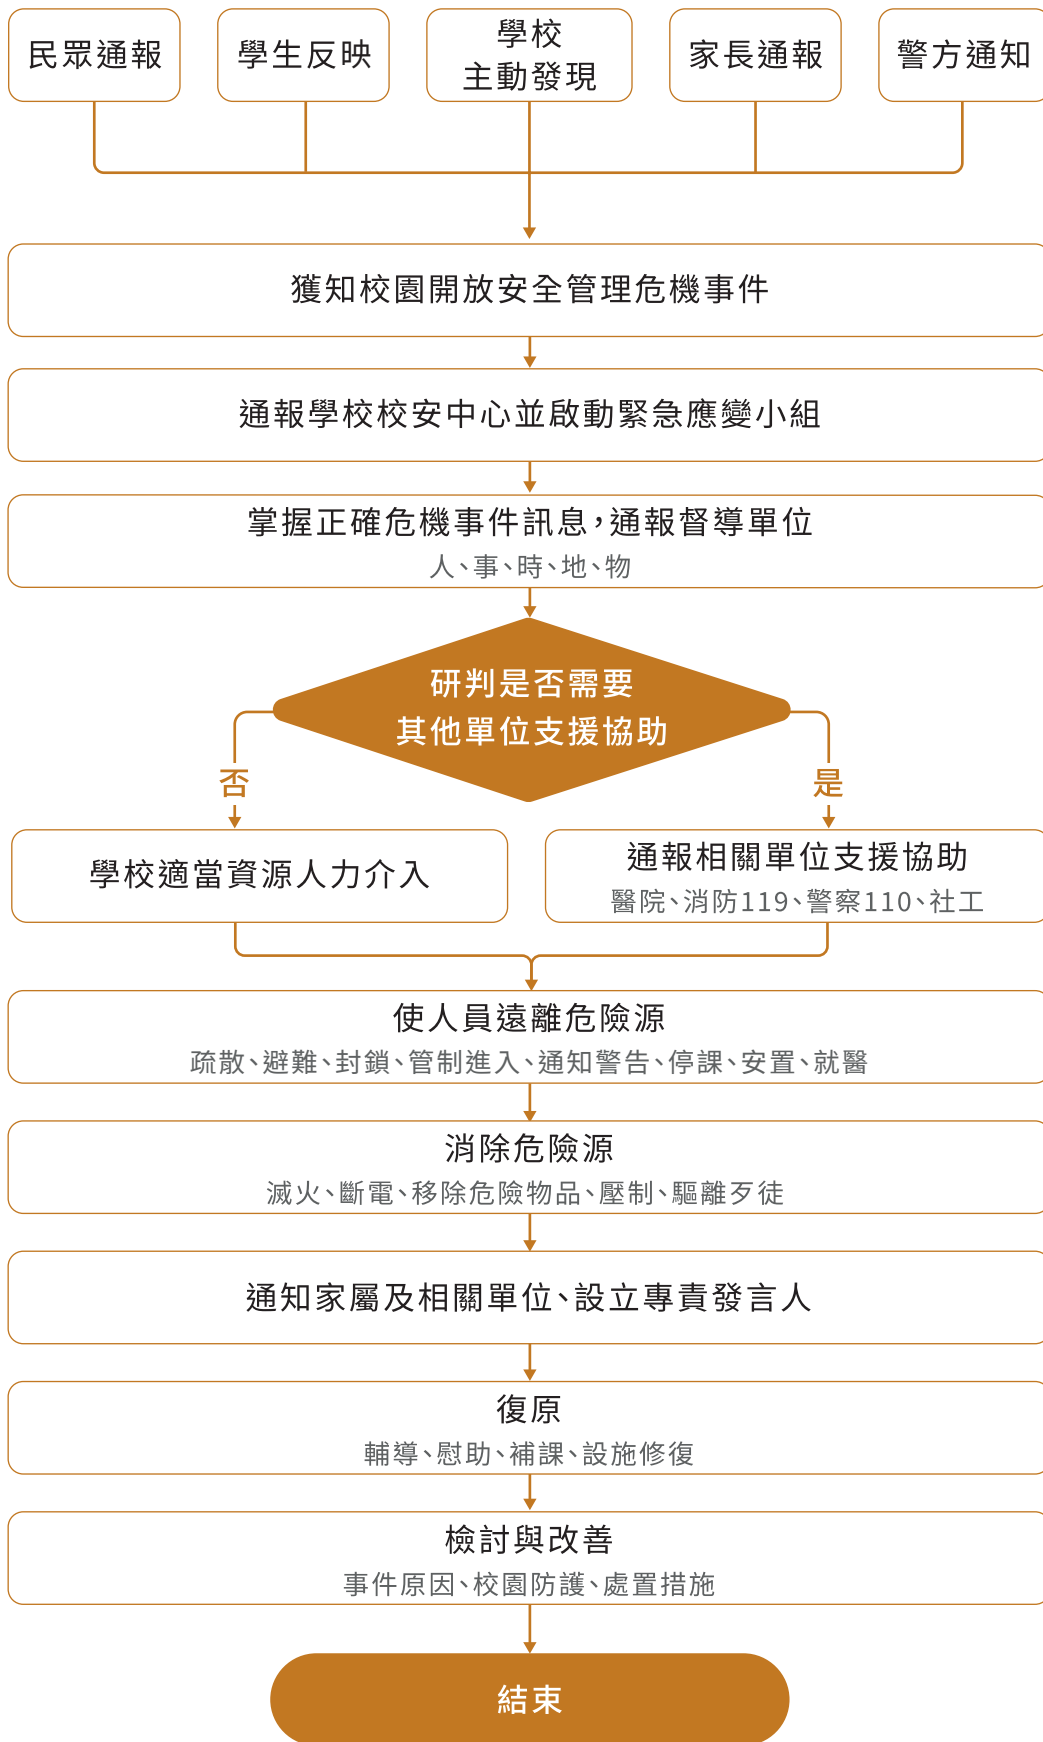 民眾通報
學生反映
學校
主動發現
家長通報
警方通知
獲知校園開放安全管理危機事件
通報學校校安中心並啟動緊急應變小組
掌握正確危機事件訊息，通報督導單位
人、事、時、地、物
研判是否需要
其他單位支援協助
否
是
學校適當資源人力介入
通報相關單位支援協助
醫院、消防119、警察110、社工
使人員遠離危險源
疏散、避難、封鎖、管制進入、通知警告、停課、安置、就醫
消除危險源
滅火、斷電、移除危險物品、壓制、驅離歹徒
通知家屬及相關單位、設立專責發言人
復原
輔導、慰助、補課、設施修復
檢討與改善
事件原因、校園防護、處置措施
結束